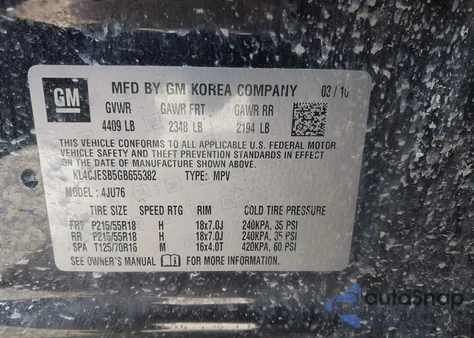 GM
MFD BY GM KOREA COMPANY 03/16
GVWR GAWR FRT GAWR RR
4409 LB 2348 LB 2194 LB
THIS VEHICLE CONFORMS TO ALL APPLICABLE U.S. FEDERAL MOTOR
VEHICLE SAFETY, BUMPER, AND THEFT PREVENTION STANDARDS IN
EFFECT ON THE DATE OF MANUFACTURE SHOWN ABOVE.
KL4CJESB5GB655382 TYPE: MPV
MODEL: 4JU76
TIRE SIZE SPEED RTG RIM COLD TIRE PRESSURE
FRT P215/55R18 H 18x7.0J 240KPA, 35 PSI
RR P215/55R18 H 18x7.0J 240KPA, 35 PSI
SPA T125/70R16 M 16x4.0T 420KPA, 60 PSI
SEE OWNER'S MANUAL FOR MORE INFORMATION.
autoSnap